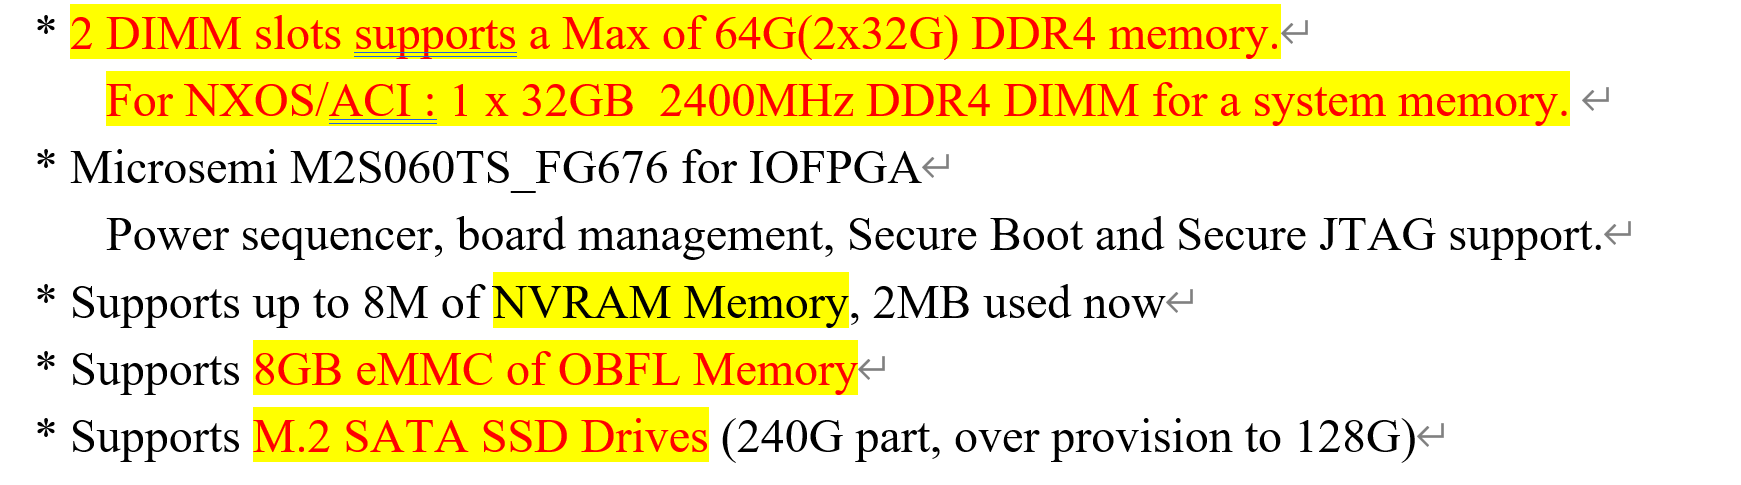 * 2 DIMM slots supports a Max of 64G(2x32G) DDR4 memory.
For NXOS/ACI : 1 x 32GB  2400MHz DDR4 DIMM for a system memory.
* Microsemi M2S060TS_FG676 for IOFPGA
Power sequencer, board management, Secure Boot and Secure JTAG support.
* Supports up to 8M of NVRAM Memory, 2MB used now
* Supports 8GB eMMC of OBFL Memory
* Supports M.2 SATA SSD Drives (240G part, over provision to 128G)